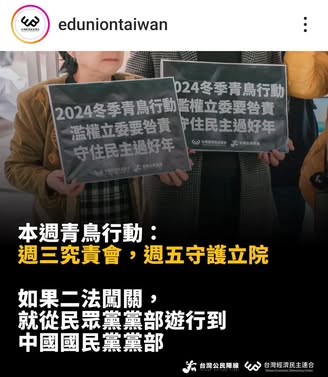 eduniontaiwan
2024冬季青鳥行動
濫權立委要咎責
守住民主過好年
2024冬季青鳥行動
濫權立委要咎責
守住民主過好年
本週青鳥行動：
週三究責會，週五守護立院
如果二法闖關，
就從民眾黨黨部遊行到
中國國民黨黨部
台灣公民陣線
台灣經濟民主連合